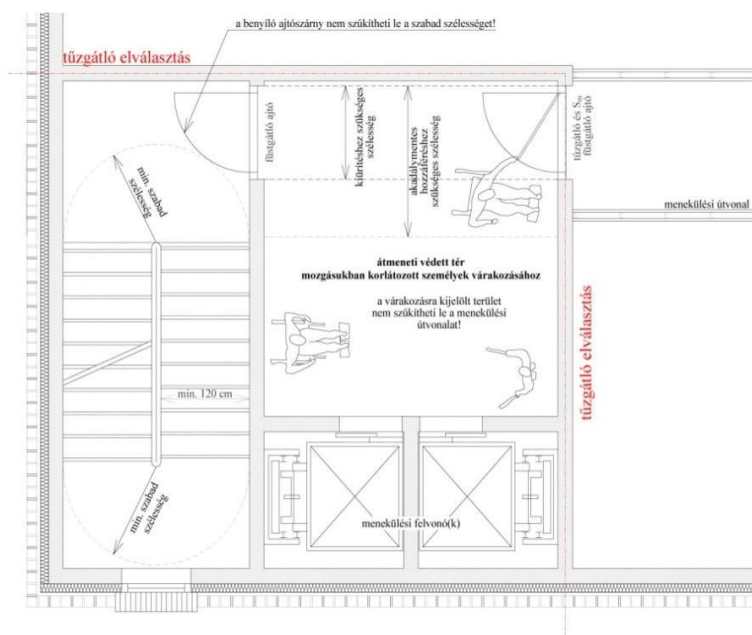 a benyíló ajtószárny nem szűkítheti le a szabad szélességet!
tűzgátló elválasztás
füstgátló ajtó
kiürítéshez szükséges
szélesség
akadálymentes
hozzáféréshez
szükséges szélesség
tűzgátló és Sm
füstgátló ajtó
min. szabad
szélesség
menekülési útvonal
átmeneti védett tér
mozgásukban korlátozott személyek várakozásához
a várakozásra kijelölt terület
nem szűkítheti le a menekülési
útvonalat!
tűzgátló elválasztás
min. 120 cm
min. szabad
szélesség
menekülési felvonó(k)